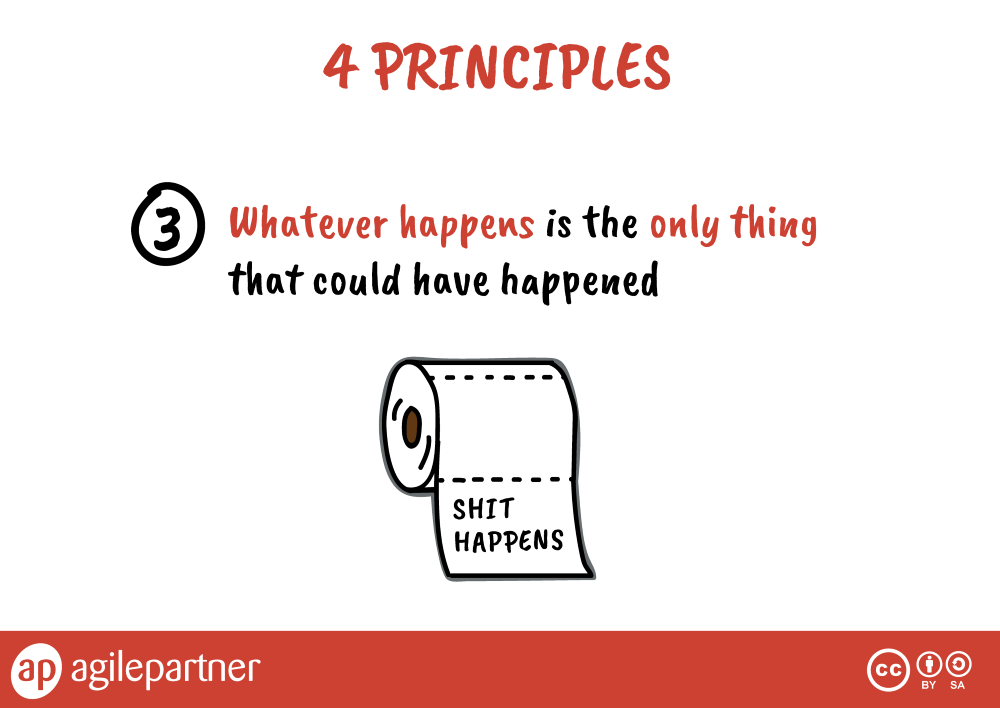 4 PRINCIPLES
3
Whatever happens is the only thing
that could have happened
SHIT
HAPPENS
ap agilepartner
cc
BY SA